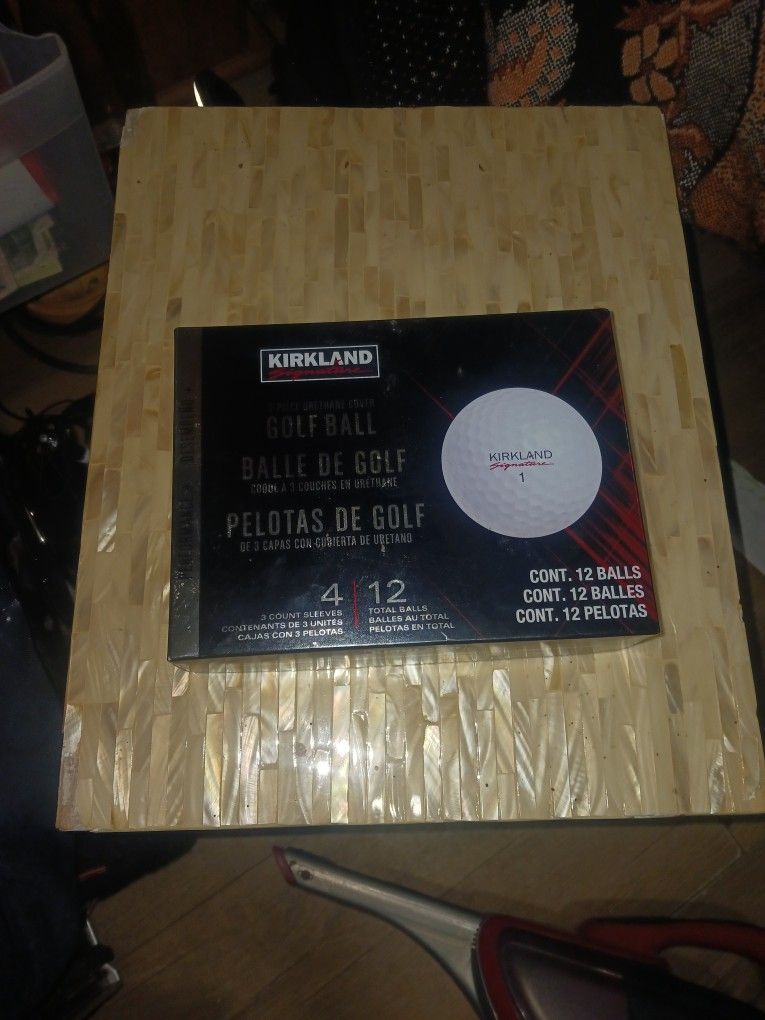 KIRKLAND
Signature
3-PIECE URETHANE COVER
GOLF BALL
BALLE DE GOLF
COQUE À 3 COUCHES EN URÉTHANE
PELOTAS DE GOLF
DE 3 CAPAS CON CUBIERTA DE URETANO
4
3 COUNT SLEEVES
CONTENANTS DE 3 UNITÉS
CAJAS CON 3 PELOTAS
12
TOTAL BALLS
BALLES AU TOTAL
PELOTAS EN TOTAL
KIRKLAND
Signature
1
CONT. 12 BALLS
CONT. 12 BALLES
CONT. 12 PELOTAS